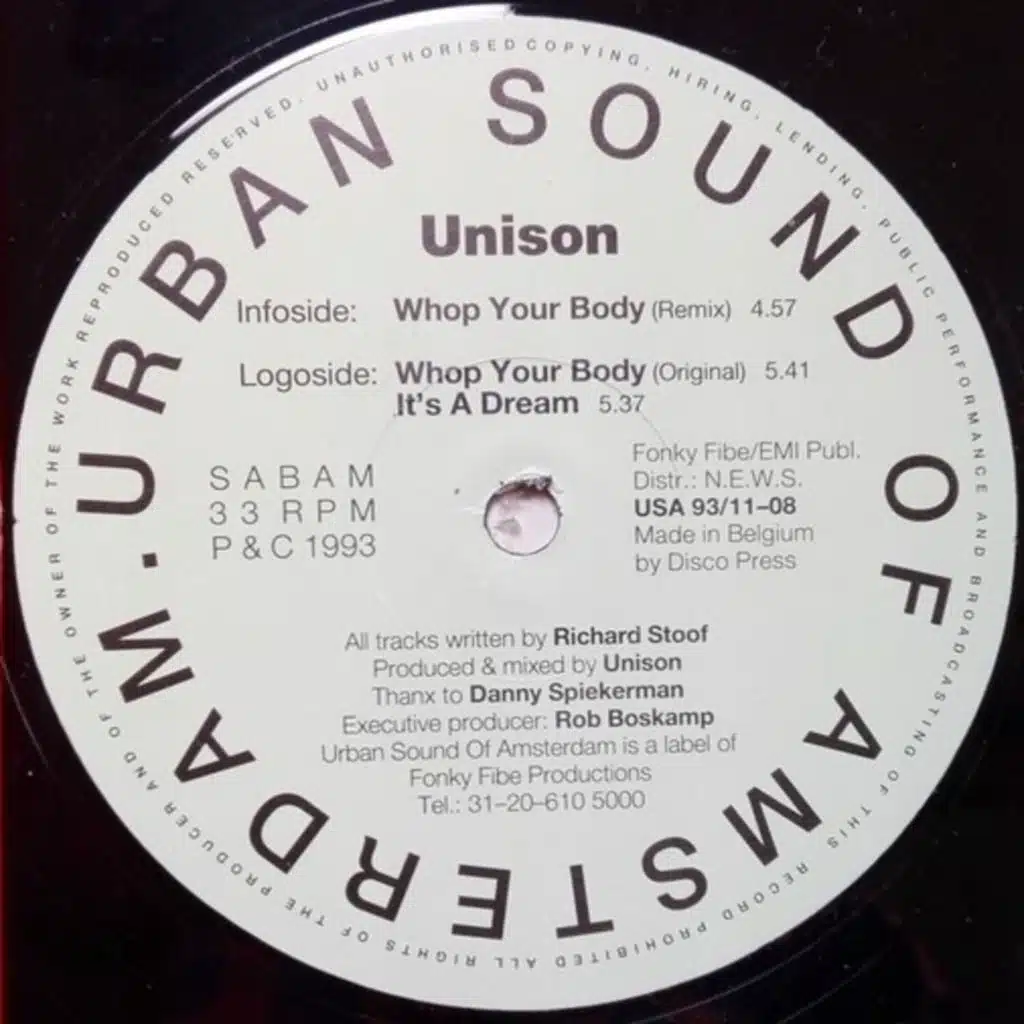 URBAN SOUND OF AMSTERDAM.
UNAUTHORISED COPYING, HIRING, LENDING, PUBLIC PERFORMANCE AND BROADCASTING OF THIS RECORD PROHIBITED ALL RIGHTS OF THE PRODUCER AND OF THE OWNER OF THE WORK REPRODUCED RESERVED.
Unison
Infoside: Whop Your Body (Remix) 4.57
Logoside: Whop Your Body (Original) 5.41
It's A Dream 5.37
SABAM
33 RPM
P & C 1993
Fonky Fibe/EMI Publ.
Distr.: N.E.W.S.
USA 93/11-08
Made in Belgium
by Disco Press
All tracks written by Richard Stoof
Produced & mixed by Unison
Thanx to Danny Spiekerman
Executive producer: Rob Boskamp
Urban Sound Of Amsterdam is a label of
Fonky Fibe Productions
Tel.: 31-20-610 5000